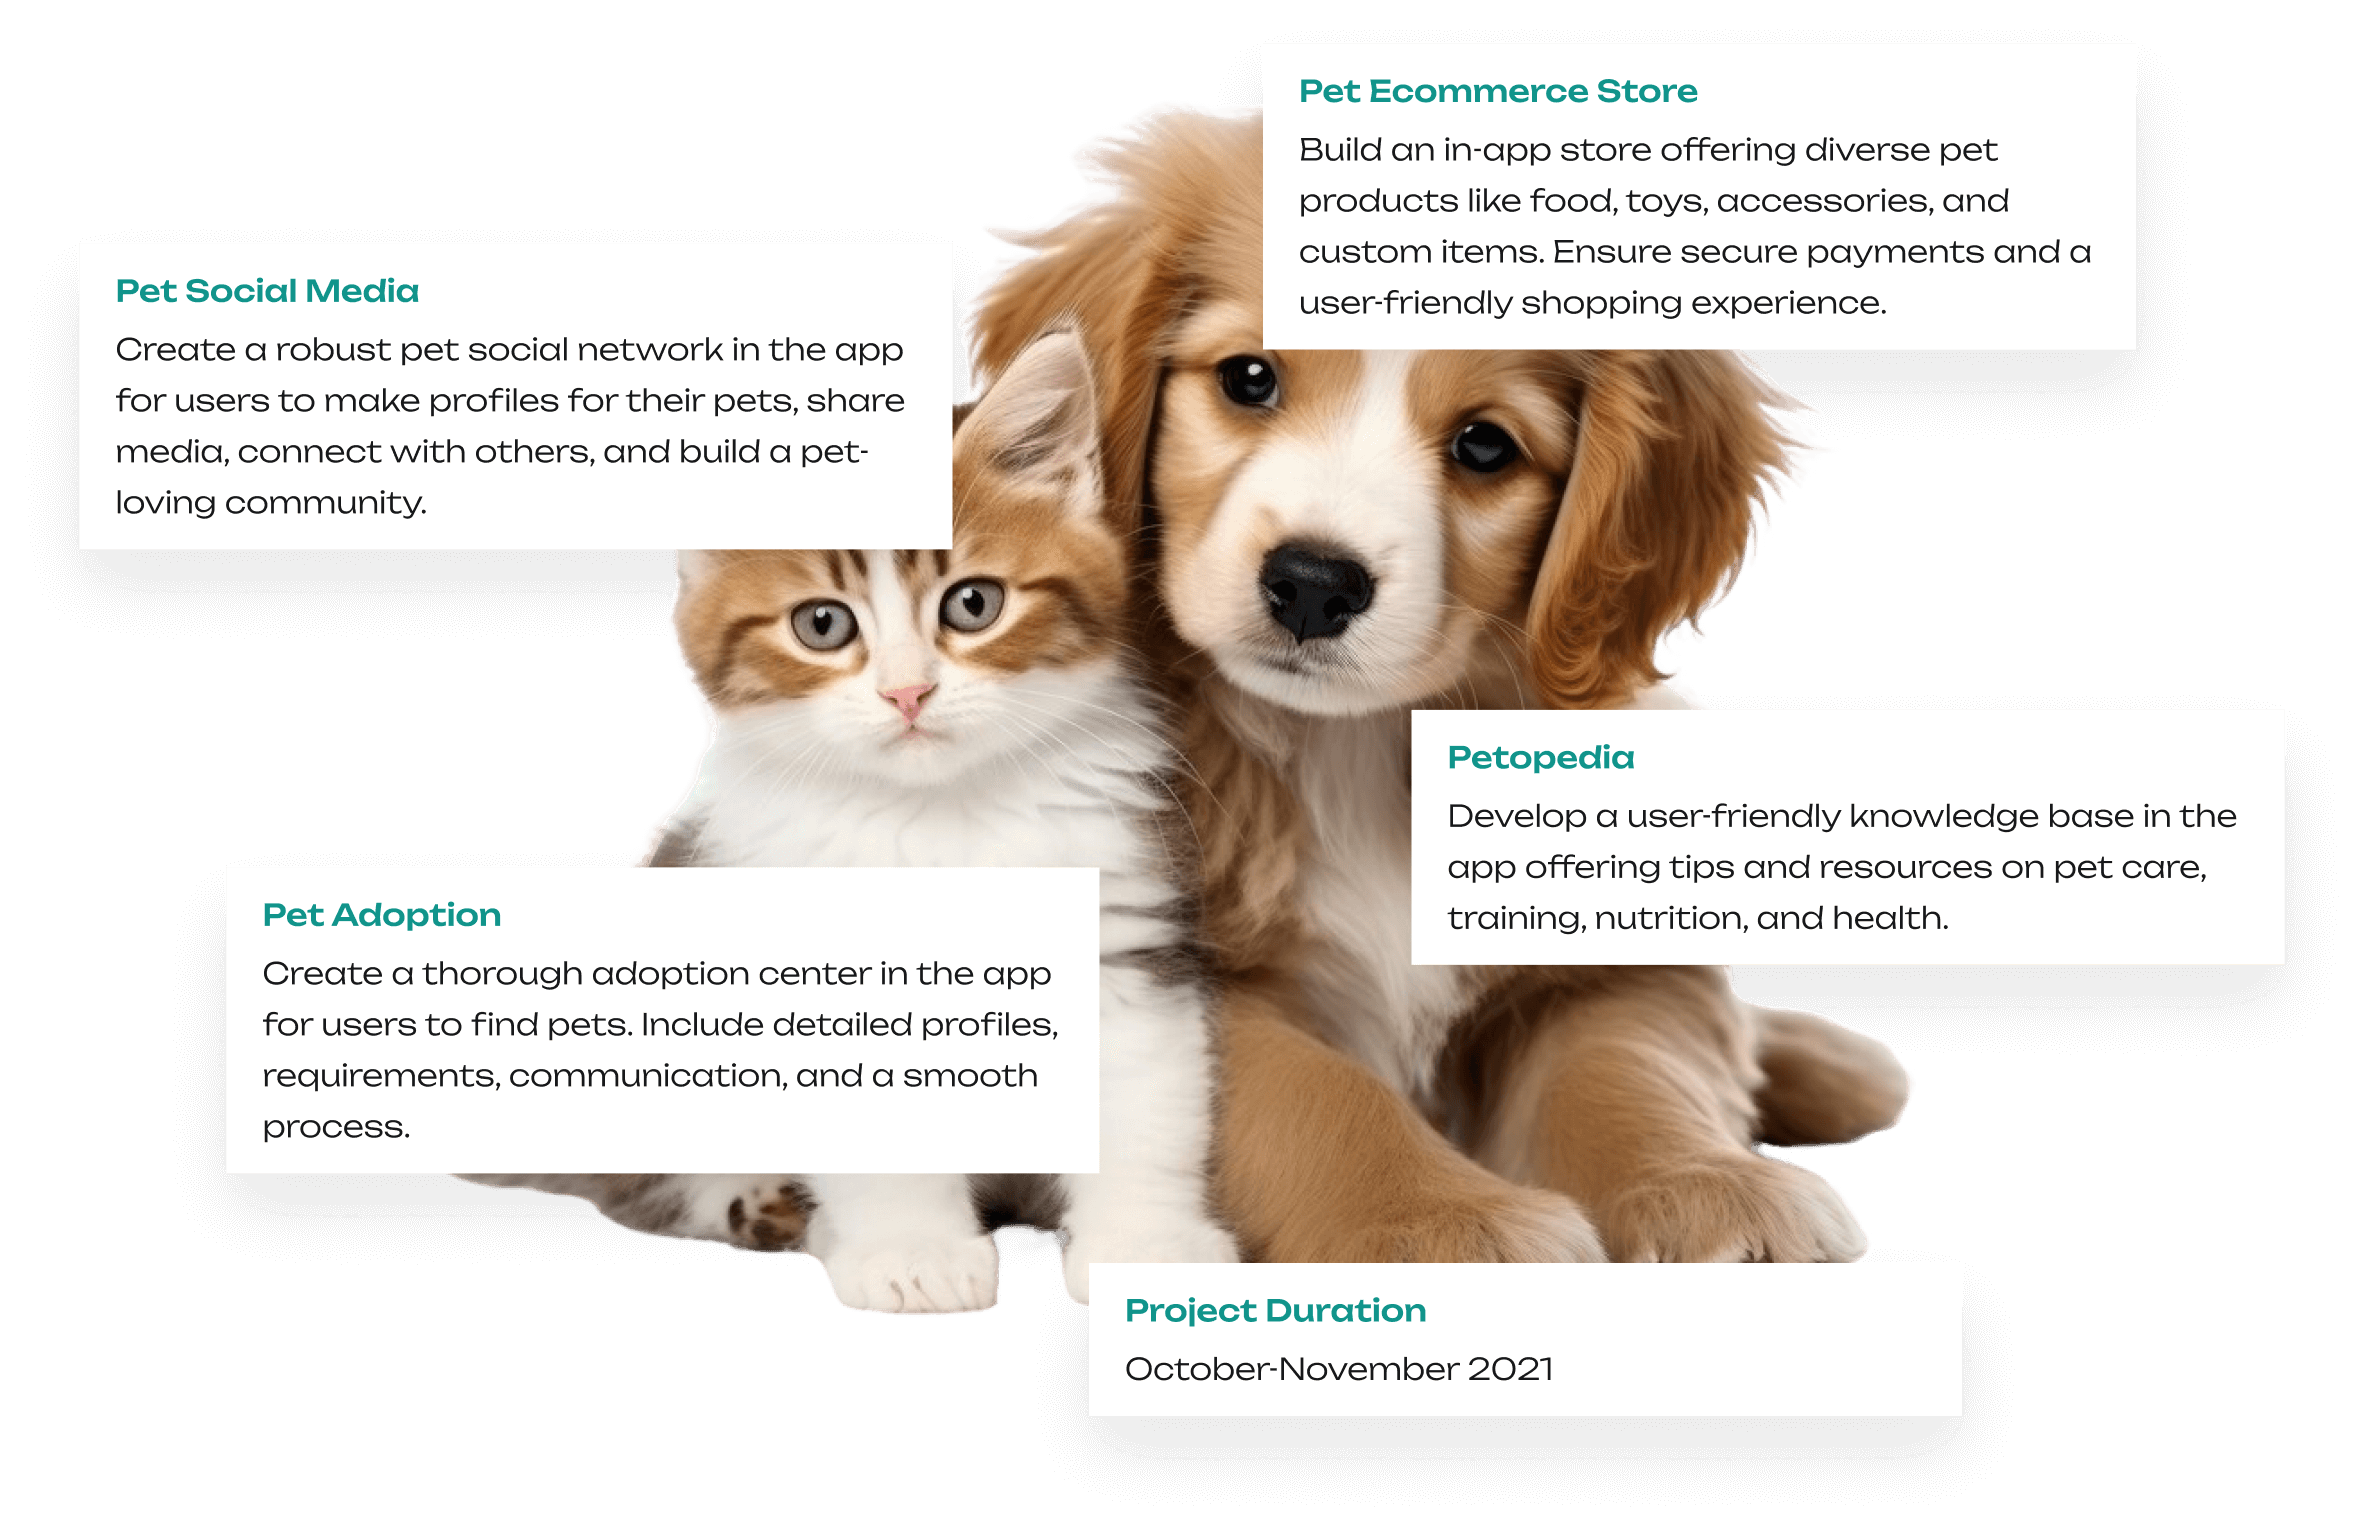 Pet Ecommerce Store
Build an in-app store offering diverse pet
products like food, toys, accessories, and
custom items. Ensure secure payments and a
user-friendly shopping experience.
Pet Social Media
Create a robust pet social network in the app
for users to make profiles for their pets, share
media, connect with others, and build a pet-
loving community.
Petopedia
Develop a user-friendly knowledge base in the
app offering tips and resources on pet care,
training, nutrition, and health.
Pet Adoption
Create a thorough adoption center in the app
for users to find pets. Include detailed profiles,
requirements, communication, and a smooth
process.
Project Duration
October-November 2021